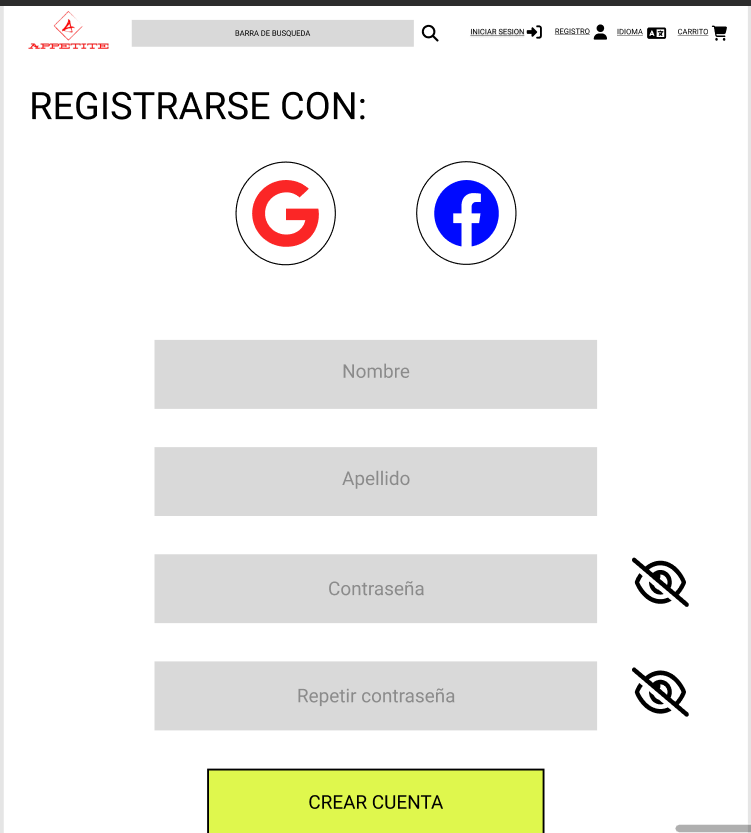 APPETITE
BARRA DE BUSQUEDA
INICIAR SESION
REGISTRO
IDIOMA
CARRITO
REGISTRARSE CON:
Nombre
Apellido
Contraseña
Repetir contraseña
CREAR CUENTA